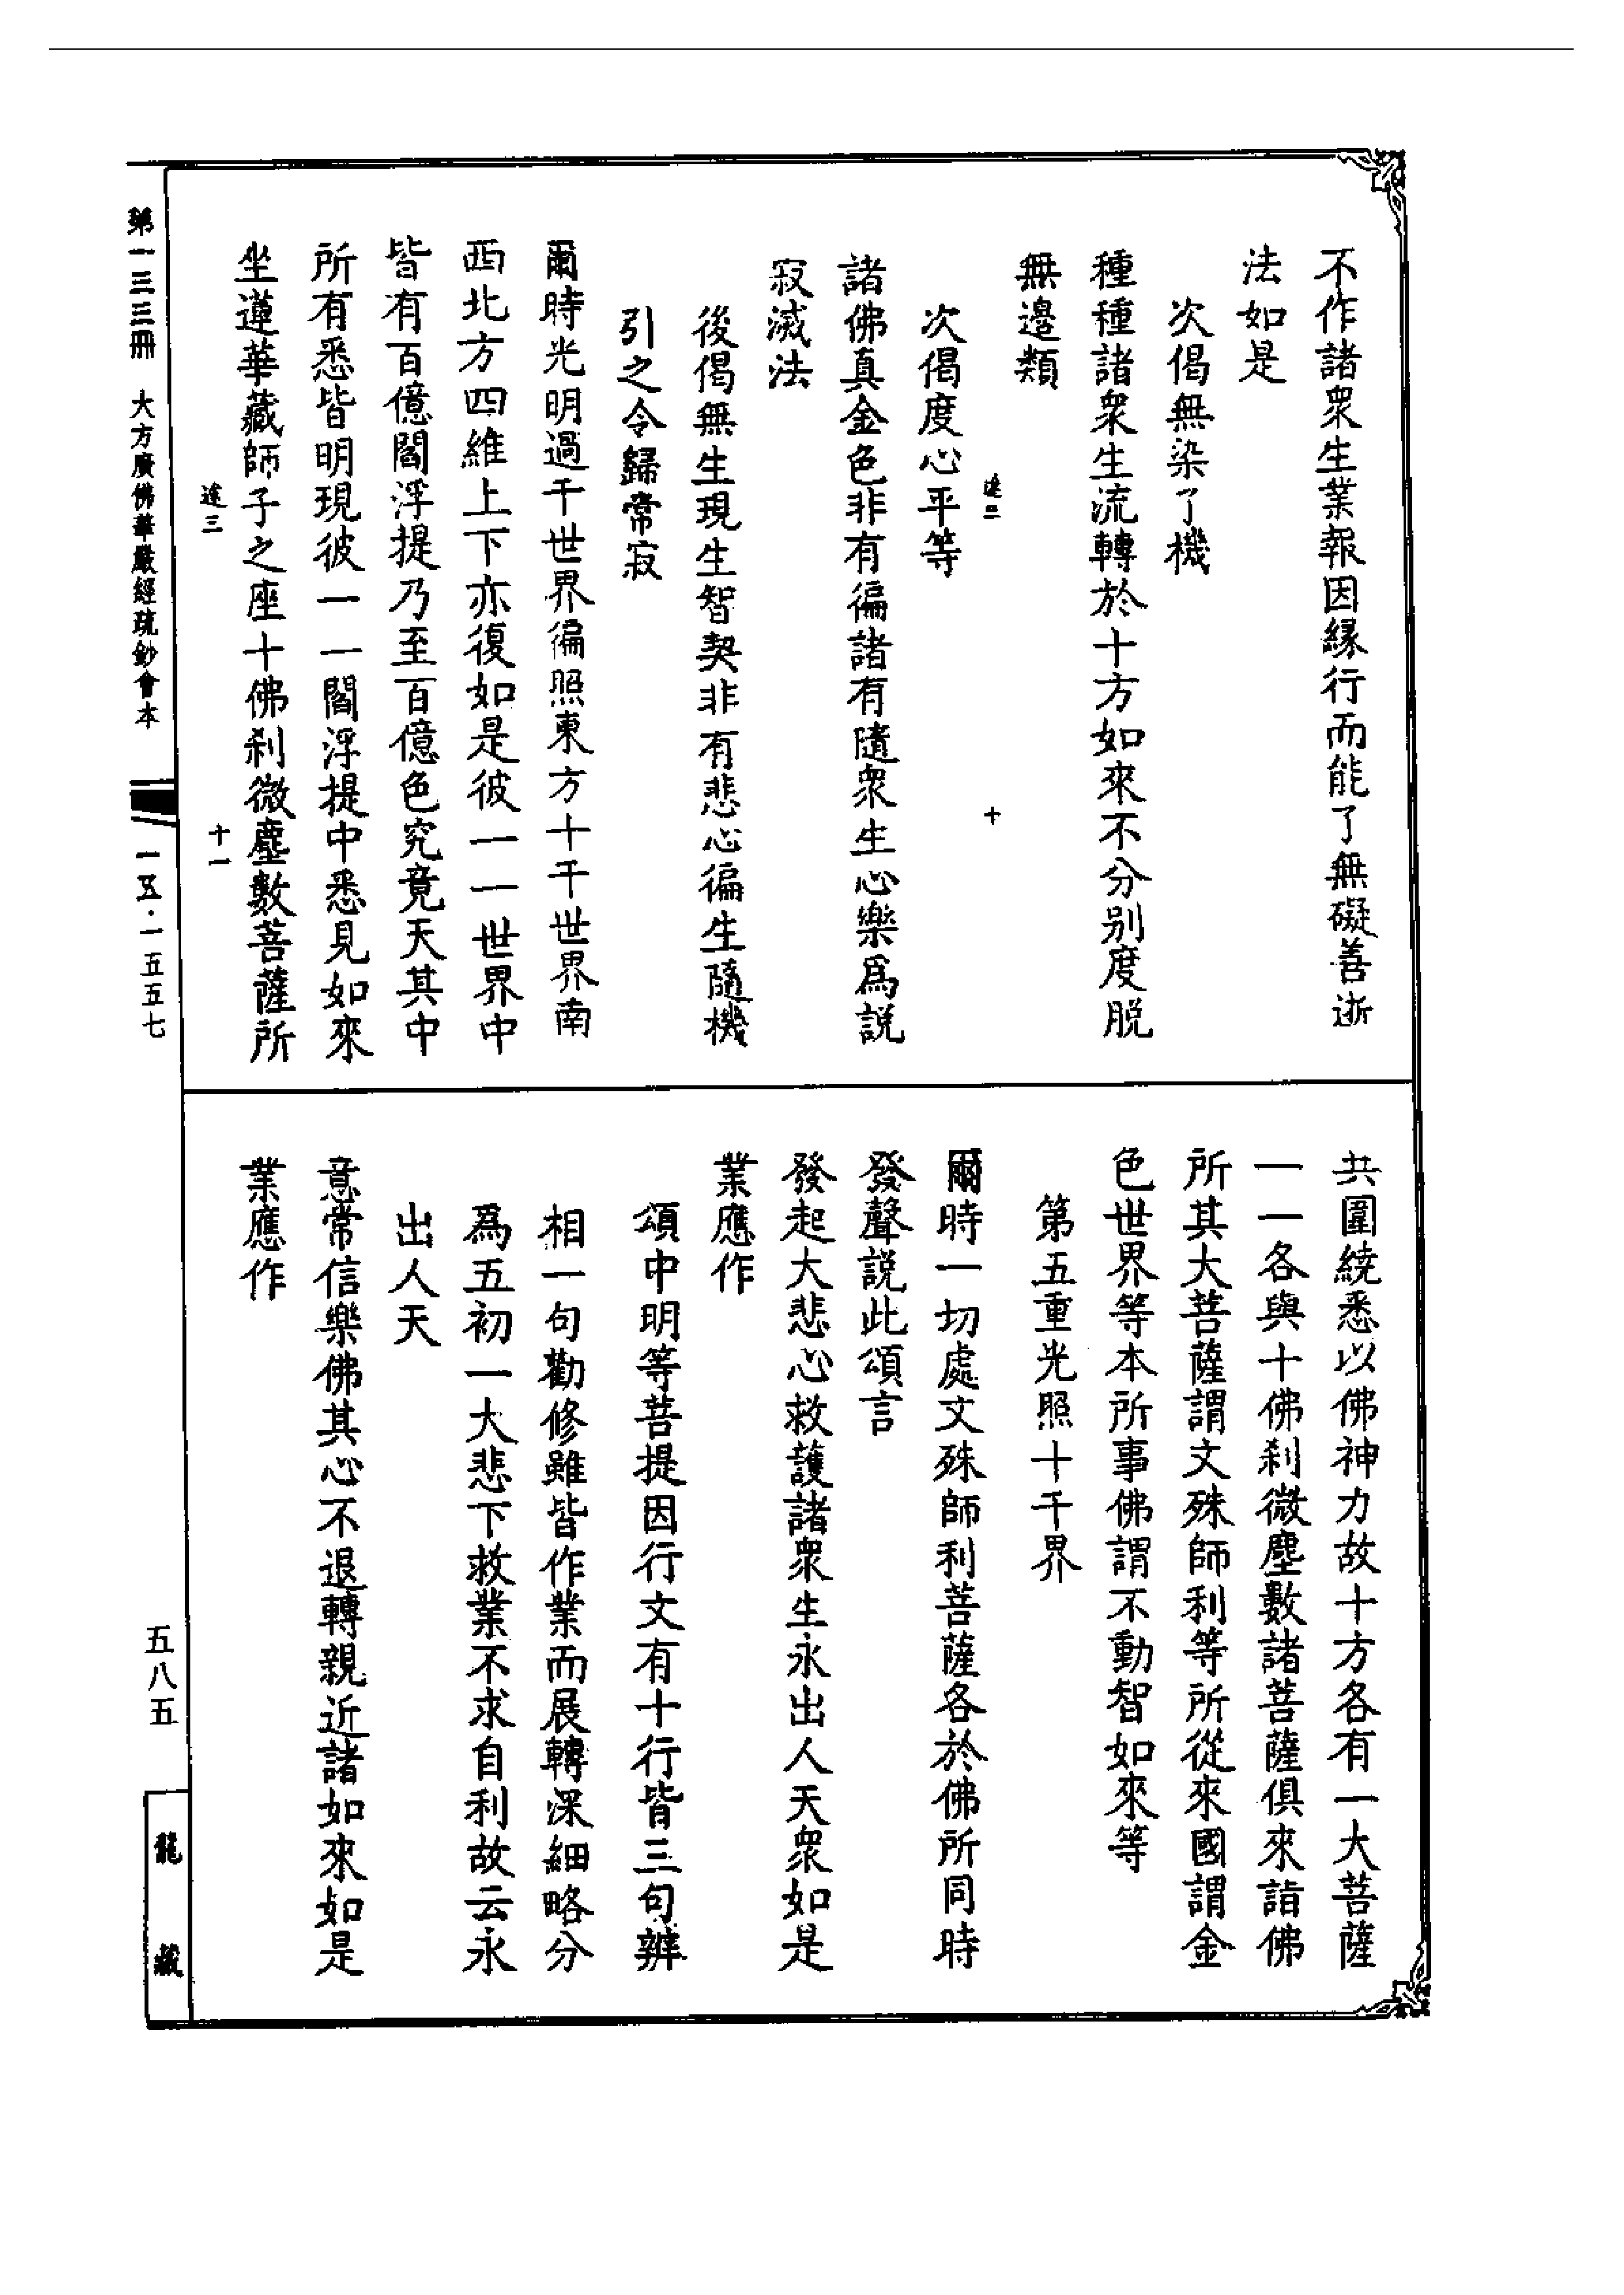 不作諸衆生業報因緣行而能了無礙善逝
法如是
次偈無染了機
種種諸衆生流轉於十方如來不分別度脫
無邊類
十
次偈度心平等
諸佛真金色非有徧諸有隨衆生心樂爲說
寂滅法
後偈無生現生智契非有悲心徧生隨機
引之令歸常寂
爾時光明過千世界徧照東方十千世界南
西北方四維上下亦復如是彼一一世界中
皆有百億閻浮提乃至百億色究竟天其中
所有悉皆明現彼一一閻浮提中悉見如來
坐蓮華藏師子之座十佛刹微塵數菩薩所
三 十一
共圍繞悉以佛神力故十方各有一大菩薩
一一各與十佛刹微塵數諸菩薩俱來詣佛
所其大菩薩謂文殊師利等所從來國謂金
色世界等本所事佛謂不動智如來等
第五重光照十千界
爾時一切處文殊師利菩薩各於佛所同時
發聲說此頌言
發起大悲心救護諸衆生永出人天衆如是
業應作
頌中明等菩提因行文有十行皆三句辨
相一句勸修雖皆作業而展轉深細略分
爲五初一大悲下救業不求自利故云永
出人天
意常信樂佛其心不退轉親近諸如來如是
業應作
第一三三冊 大方廣佛華嚴經疏鈔會本 一五·一五五七
五八五
龍藏